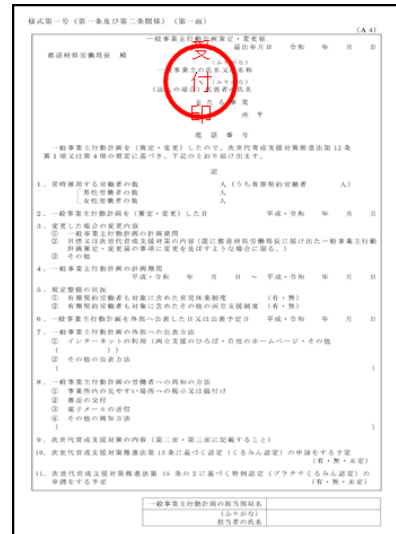 様式第一号（第一条及び第二条関係）（第一面）
（A4）
一般事業主行動計画策定・変更届
届出年月日　令和　年　月　日
都道府県労働局長　殿
（ふりがな）
一般事業主の氏名又は名称
（ふりがな）
（法人の場合）代表者の氏名
主たる事業
所　〒
電話番号
受付印
一般事業主行動計画を（策定・変更）したので、次世代育成支援対策推進法第12条
第1項又は第4項の規定に基づき、下記のとおり届け出ます。
記
1．常時雇用する労働者の数　人（うち有期契約労働者　人）
男性労働者の数　人
女性労働者の数　人
2．一般事業主行動計画を（策定・変更）した日　平成・令和　年　月　日
3．変更した場合の変更内容
① 一般事業主行動計画の計画期間
② 目標又は次世代育成支援対策の内容（既に都道府県労働局長に届け出た一般事業主行動
計画策定・変更届の事項に変更を及ぼすような場合に限る。）
③ その他
4．一般事業主行動計画の計画期間
平成・令和　年　月　日　～　平成・令和　年　月　日
5．規定整備の状況
① 有期契約労働者も対象に含めた育児休業制度　（有・無）
② 有期契約労働者も対象に含めたその他の両立支援制度　（有・無）
6．一般事業主行動計画を外部へ公表した日又は公表予定日　平成・令和　年　月　日
7．一般事業主行動計画の外部への公表方法
① インターネットの利用（両立支援のひろば・自社のホームページ・その他
（　））
② その他の公表方法
（　）
8．一般事業主行動計画の労働者への周知の方法
① 事業所内の見やすい場所への掲示又は備付け
② 書面の交付
③ 電子メールの送信
④ その他の周知方法
（　）
9．次世代育成支援対策の内容（第二面・第三面に記載すること）
10．次世代育成支援対策推進法第13条に基づく認定（くるみん認定）の申請をする予定
（有・無・未定）
11．次世代育成支援対策推進法第 15 条の2に基づく特例認定（プラチナくるみん認定）の
申請をする予定　（有・無・未定）
一般事業主行動計画の担当部局名
（ふりがな）
担当者の氏名